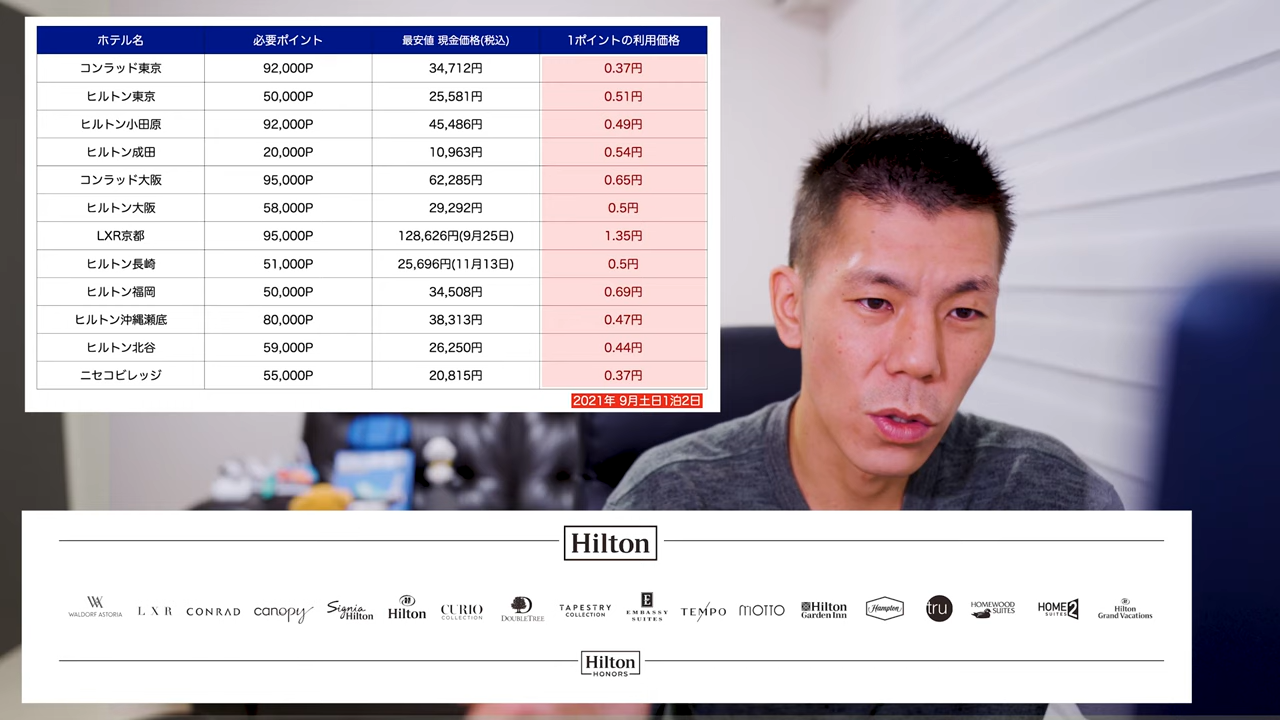 ホテル名 必要ポイント 最安値 現金価格(税込) 1ポイントの利用価格
コンラッド東京 92,000P 34,712円 0.37円
ヒルトン東京 50,000P 25,581円 0.51円
ヒルトン小田原 92,000P 45,486円 0.49円
ヒルトン成田 20,000P 10,963円 0.54円
コンラッド大阪 95,000P 62,285円 0.65円
ヒルトン大阪 58,000P 29,292円 0.5円
LXR京都 95,000P 128,626円(9月25日) 1.35円
ヒルトン長崎 51,000P 25,696円(11月13日) 0.5円
ヒルトン福岡 50,000P 34,508円 0.69円
ヒルトン沖縄瀬底 80,000P 38,313円 0.47円
ヒルトン北谷 59,000P 26,250円 0.44円
ニセコビレッジ 55,000P 20,815円 0.37円
2021年 9月土日1泊2日
Hilton
WALDORF ASTORIA
LXR
CONRAD
canopy
Signia
Hilton
Hilton
CURIO
COLLECTION
DOUBLETREE
TAPESTRY
COLLECTION
E
EMBASSY
SUITES
TEMPO
MOTTO
Hilton
Garden Inn
Hampton
tru
HOMEWOOD
SUITES
HOME2
SUITES
Hilton
Grand Vacations
Hilton
HONORS